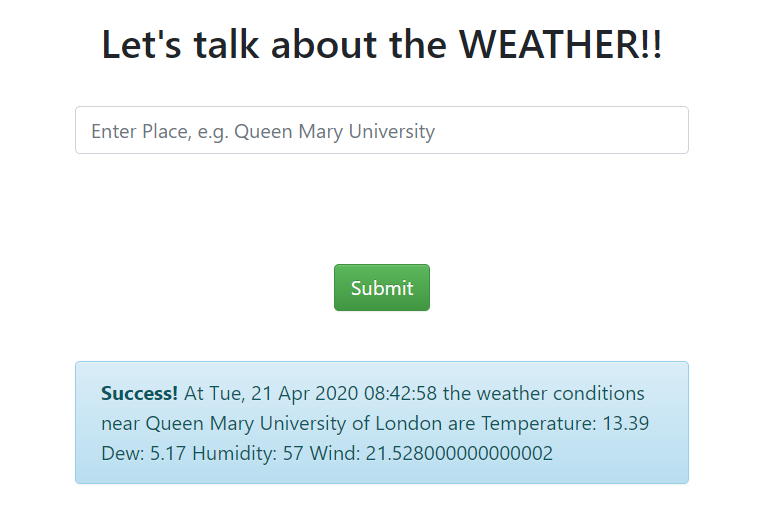 Let's talk about the WEATHER!!
Enter Place, e.g. Queen Mary University
Submit
Success! At Tue, 21 Apr 2020 08:42:58 the weather conditions
near Queen Mary University of London are Temperature: 13.39
Dew: 5.17 Humidity: 57 Wind: 21.528000000000002